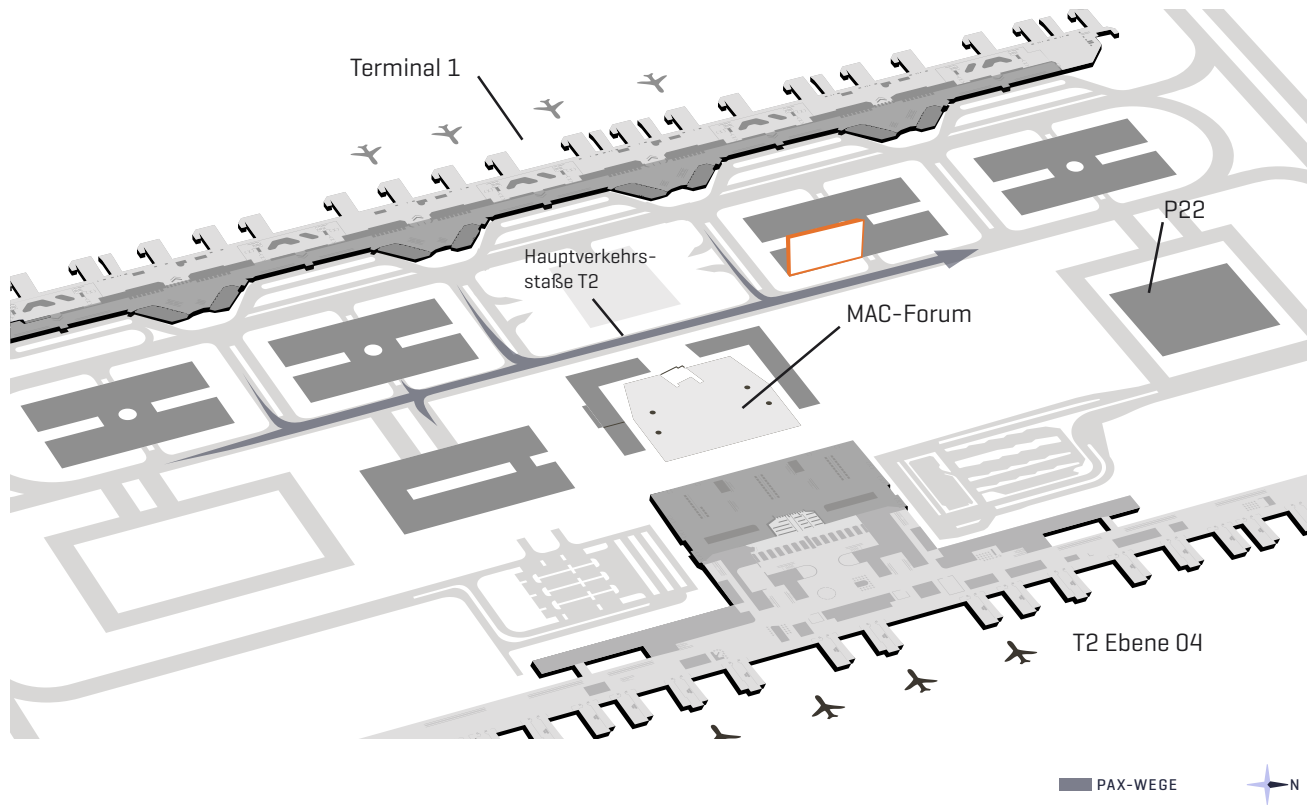 Terminal 1
P22
Hauptverkehrs-
staße T2
MAC-Forum
T2 Ebene 04
PAX-WEGE
N